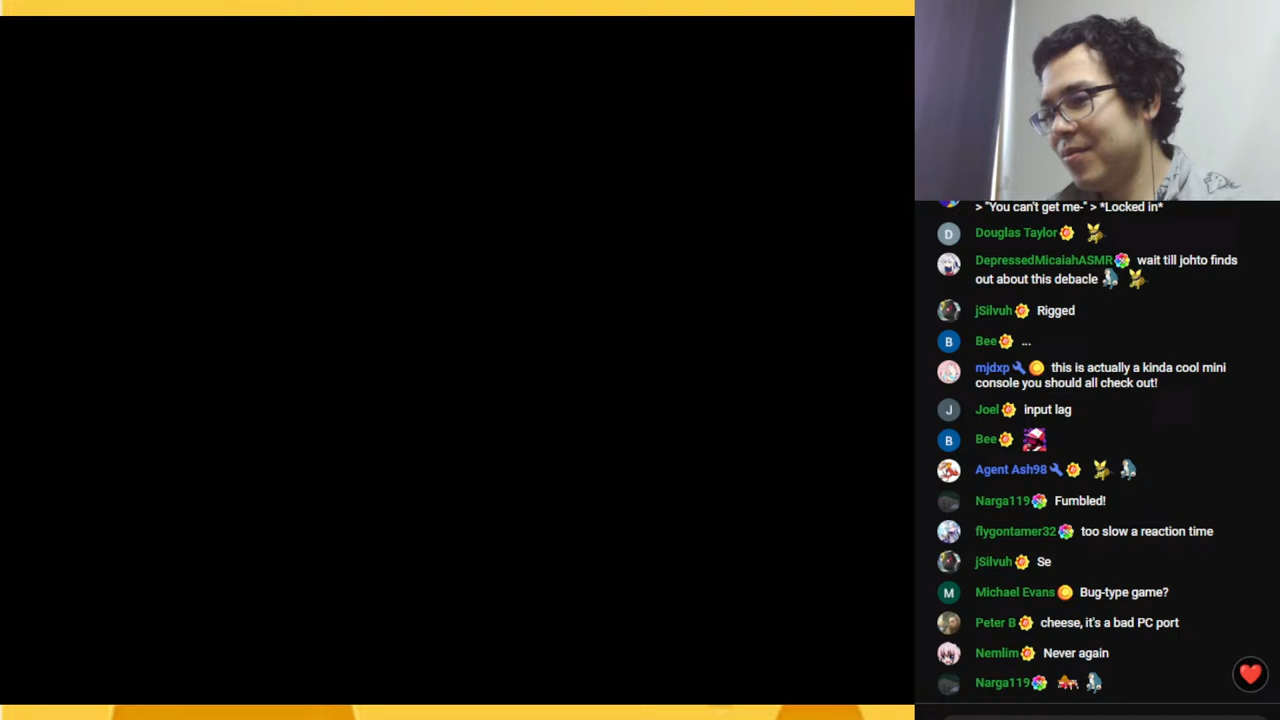 > "You can't get me-" > *Locked in*
D Douglas Taylor
DepressedMicaiahASMR wait till johto finds
out about this debacle
jSilvuh Rigged
B Bee ...
mjdxp this is actually a kinda cool mini
console you should all check out!
J Joel input lag
B Bee
Agent Ash98
Narga119 Fumbled!
flygontamer32 too slow a reaction time
jSilvuh Se
M Michael Evans Bug-type game?
Peter B cheese, it's a bad PC port
Nemlim Never again
Narga119